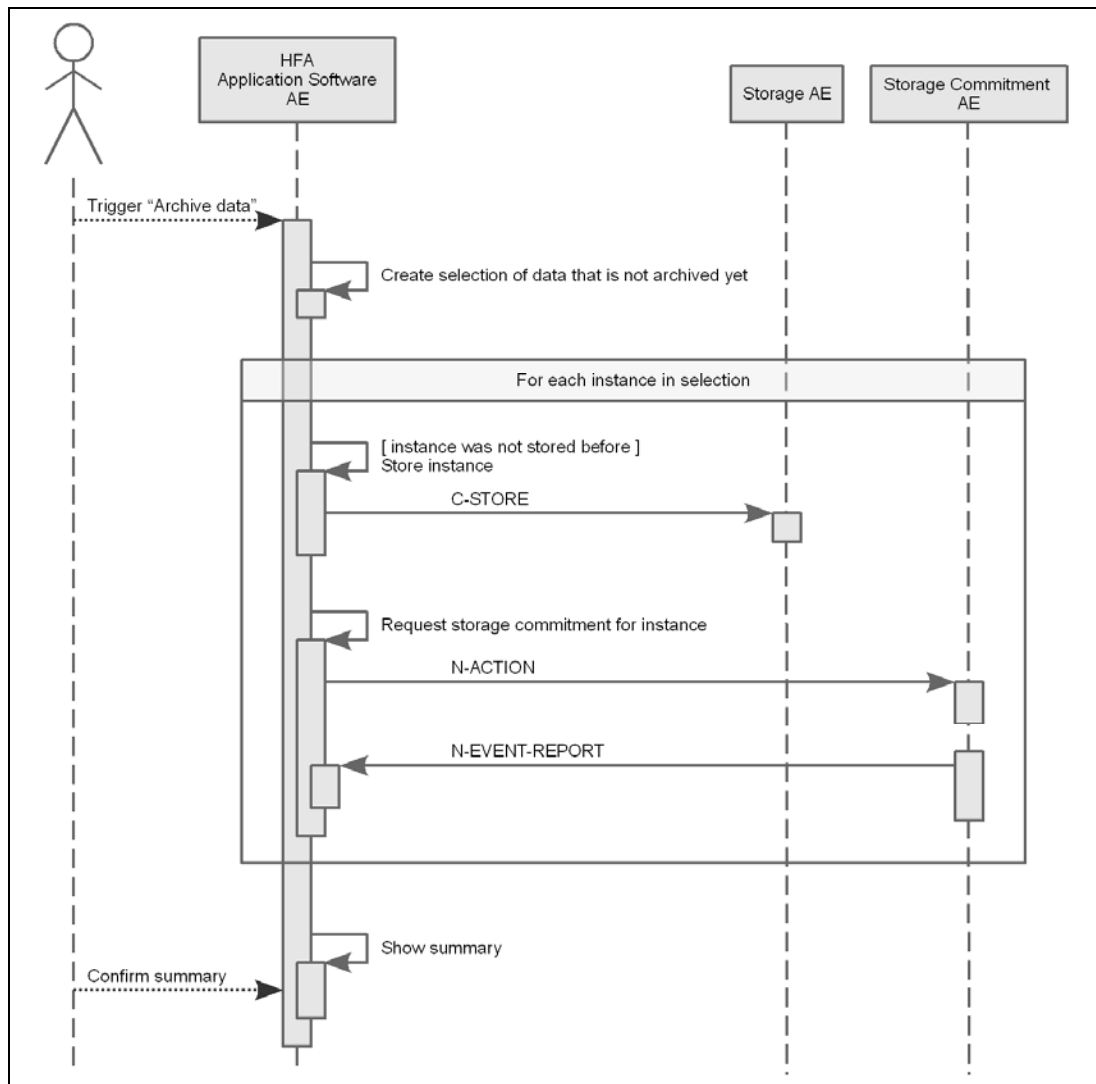 HFA
Application Software
AE
Storage AE
Storage Commitment
AE
Trigger “Archive data”
Create selection of data that is not archived yet
For each instance in selection
[ instance was not stored before ]
Store instance
C-STORE
Request storage commitment for instance
N-ACTION
N-EVENT-REPORT
Show summary
Confirm summary